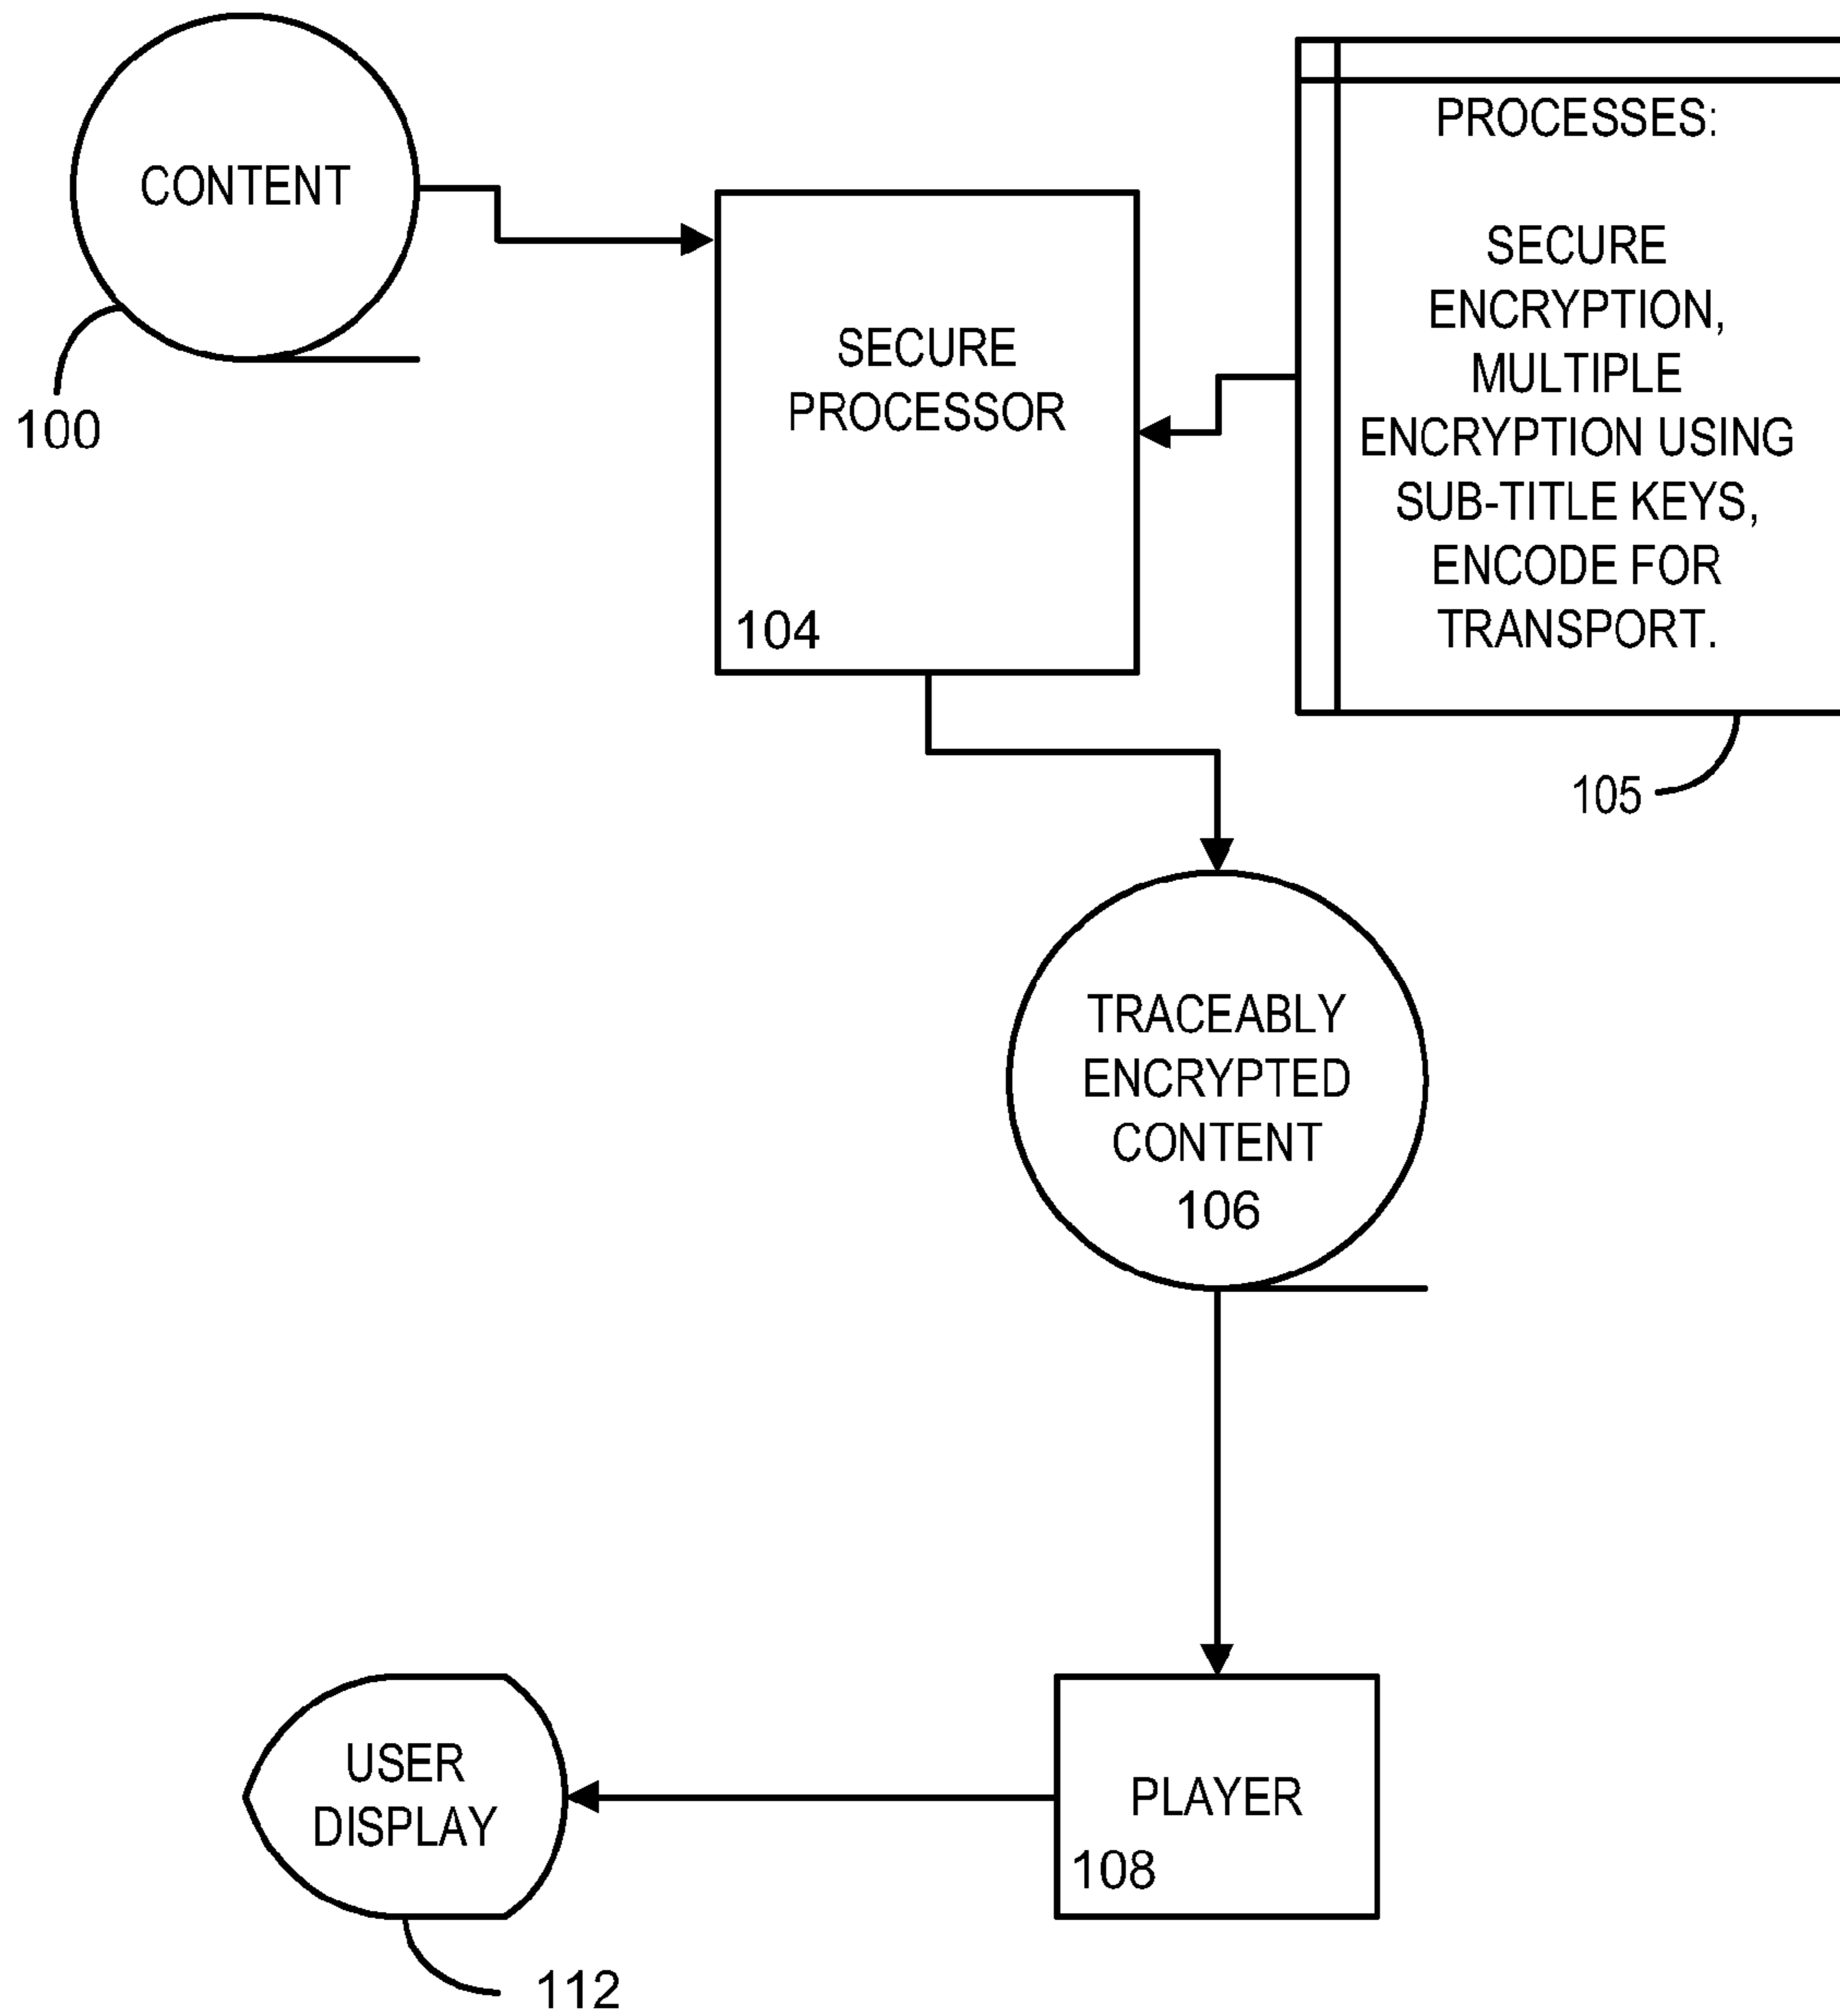 CONTENT
100
SECURE
PROCESSOR
104
PROCESSES:
SECURE
ENCRYPTION,
MULTIPLE
ENCRYPTION USING
SUB-TITLE KEYS,
ENCODE FOR
TRANSPORT.
105
TRACEABLY
ENCRYPTED
CONTENT
106
USER
DISPLAY
112
PLAYER
108